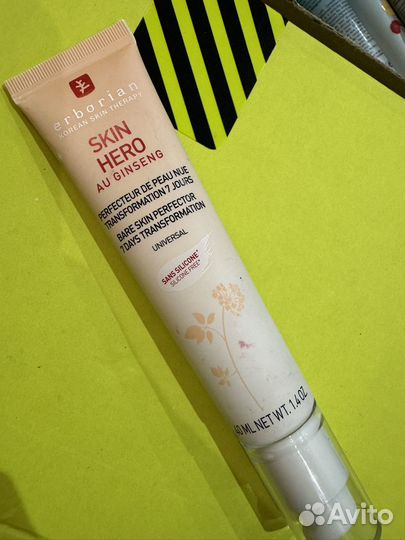 erborian
KOREAN SKIN THERAPY
SKIN
HERO
AU GINSENG
PERFECTEUR DE PEAU NUE
TRANSFORMATION 7 JOURS
BARE SKIN PERFECTOR
7 DAYS TRANSFORMATION
UNIVERSAL
SANS SILICONE*
SILICONE FREE*
40 ML NET WT. 1.4 OZ
Avito